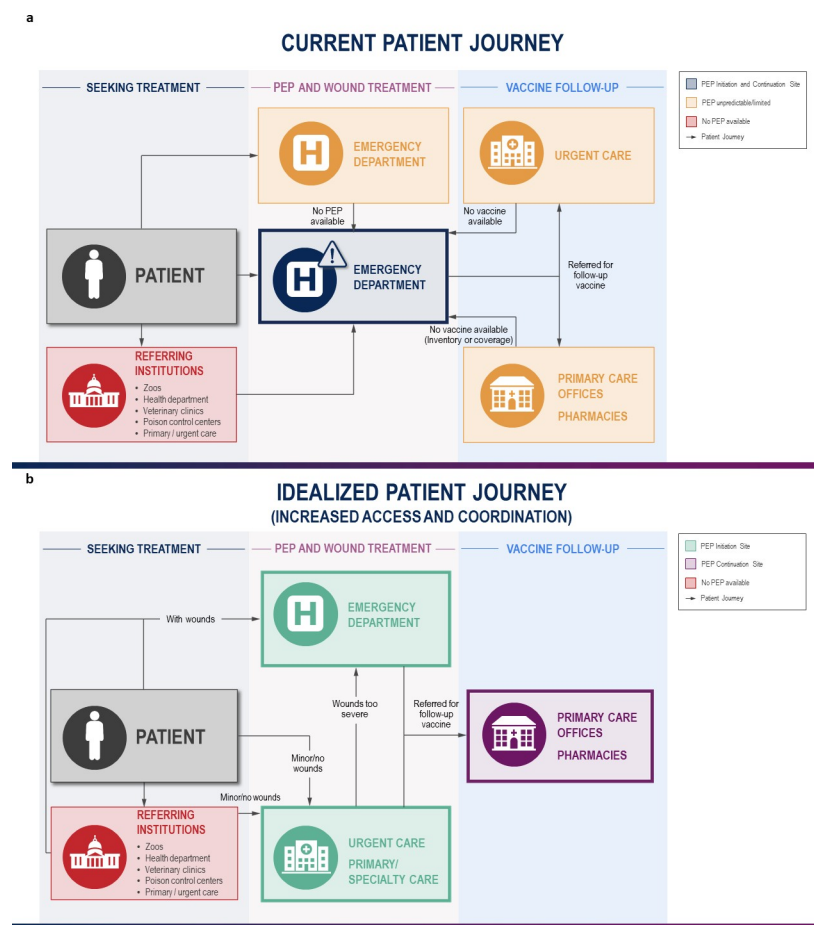 a
CURRENT PATIENT JOURNEY
SEEKING TREATMENT
PEP AND WOUND TREATMENT
VACCINE FOLLOW-UP
PEP Initiation and Continuation Site
PEP unpredictable/limited
No PEP available
Patient Journey
H
EMERGENCY
DEPARTMENT
URGENT CARE
No PEP
available
No vaccine
available
PATIENT
H
!
EMERGENCY
DEPARTMENT
Referred for
follow-up
vaccine
No vaccine available
(Inventory or coverage)
REFERRING
INSTITUTIONS
• Zoos
• Health department
• Veterinary clinics
• Poison control centers
• Primary / urgent care
PRIMARY CARE
OFFICES
PHARMACIES
b
IDEALIZED PATIENT JOURNEY
(INCREASED ACCESS AND COORDINATION)
SEEKING TREATMENT
PEP AND WOUND TREATMENT
VACCINE FOLLOW-UP
PEP Initiation Site
PEP Continuation Site
No PEP available
Patient Journey
H
EMERGENCY
DEPARTMENT
With wounds
Wounds too
severe
Referred for
follow-up
vaccine
PATIENT
PRIMARY CARE
OFFICES
PHARMACIES
Minor/no
wounds
Minor/no wounds
REFERRING
INSTITUTIONS
• Zoos
• Health department
• Veterinary clinics
• Poison control centers
• Primary / urgent care
URGENT CARE
PRIMARY/
SPECIALTY CARE